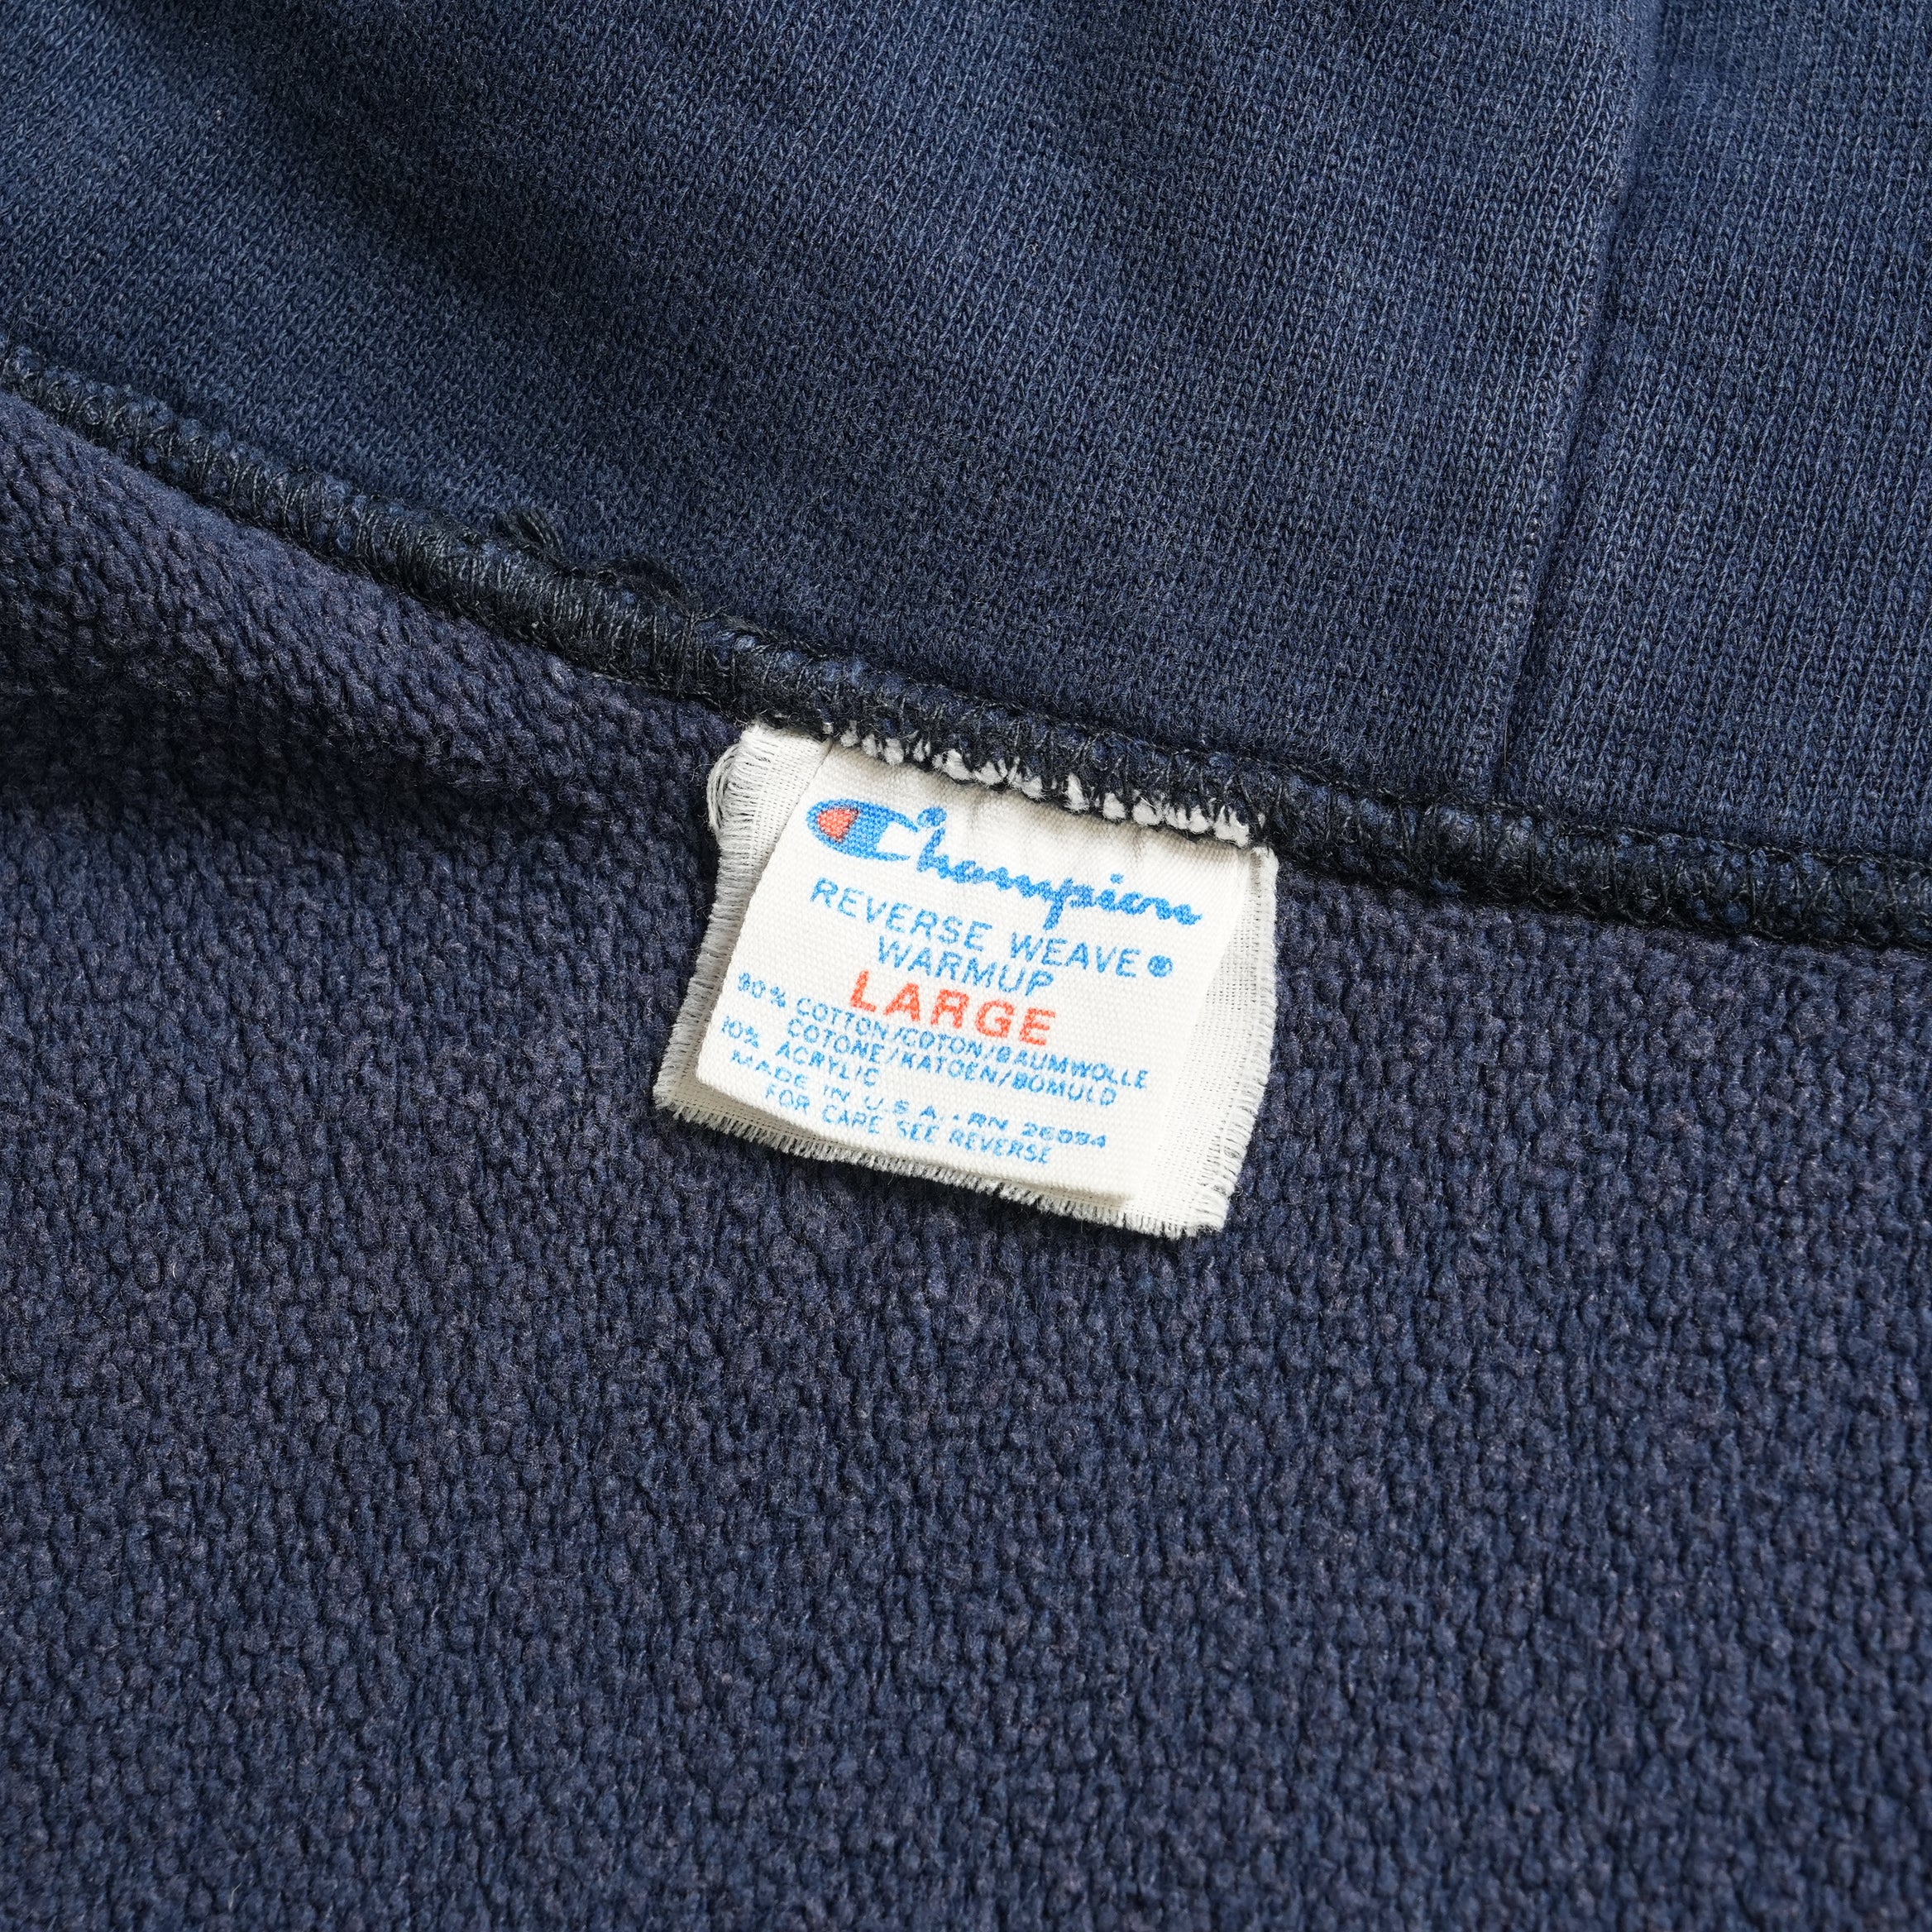 Champion
REVERSE WEAVE®
WARMUP
LARGE
90% COTTON/COTON/BAUMWOLLE
COTONE/KATOEN/BOMULD
10% ACRYLIC
MADE IN U.S.A. • RN 26094
FOR CARE SEE REVERSE